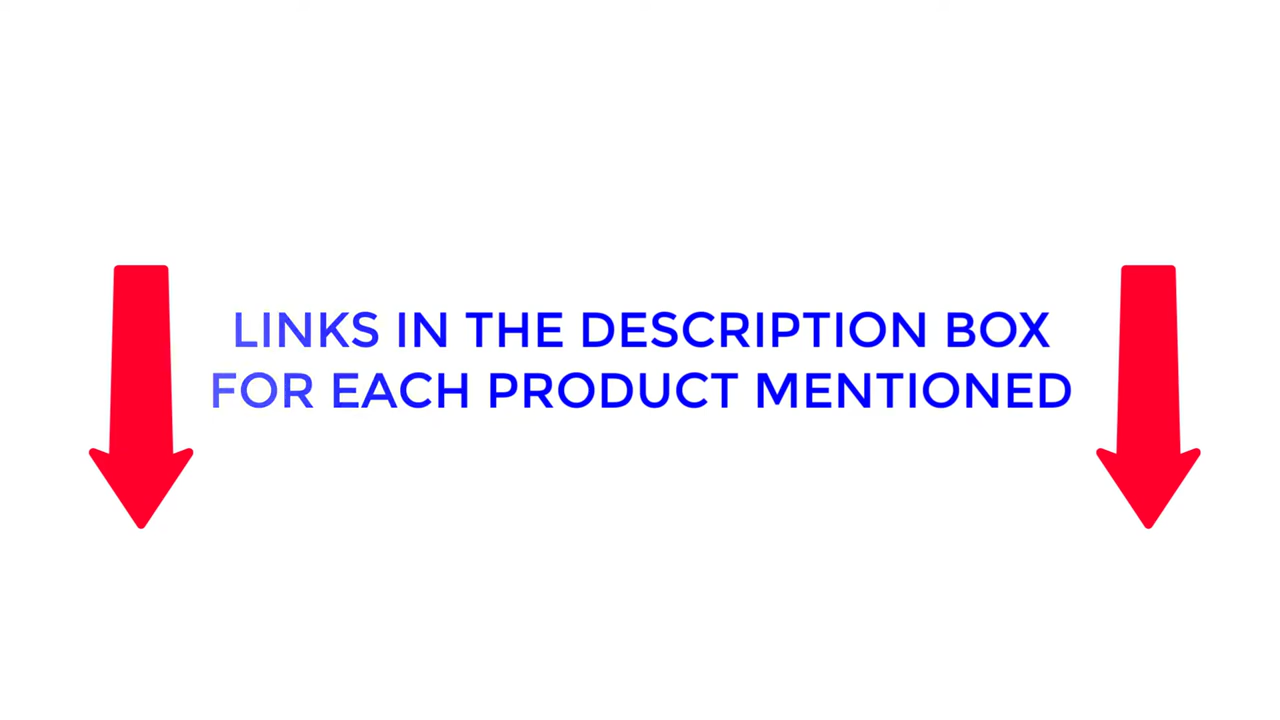 LINKS IN THE DESCRIPTION BOX
FOR EACH PRODUCT MENTIONED